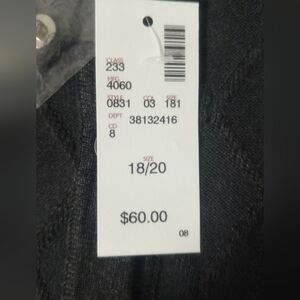 CLASS
233
MFG
4060
STYLE COL SIZE
0831 03 181
DEPT 38132416
CD
8
SIZE
18/20
$60.00
08